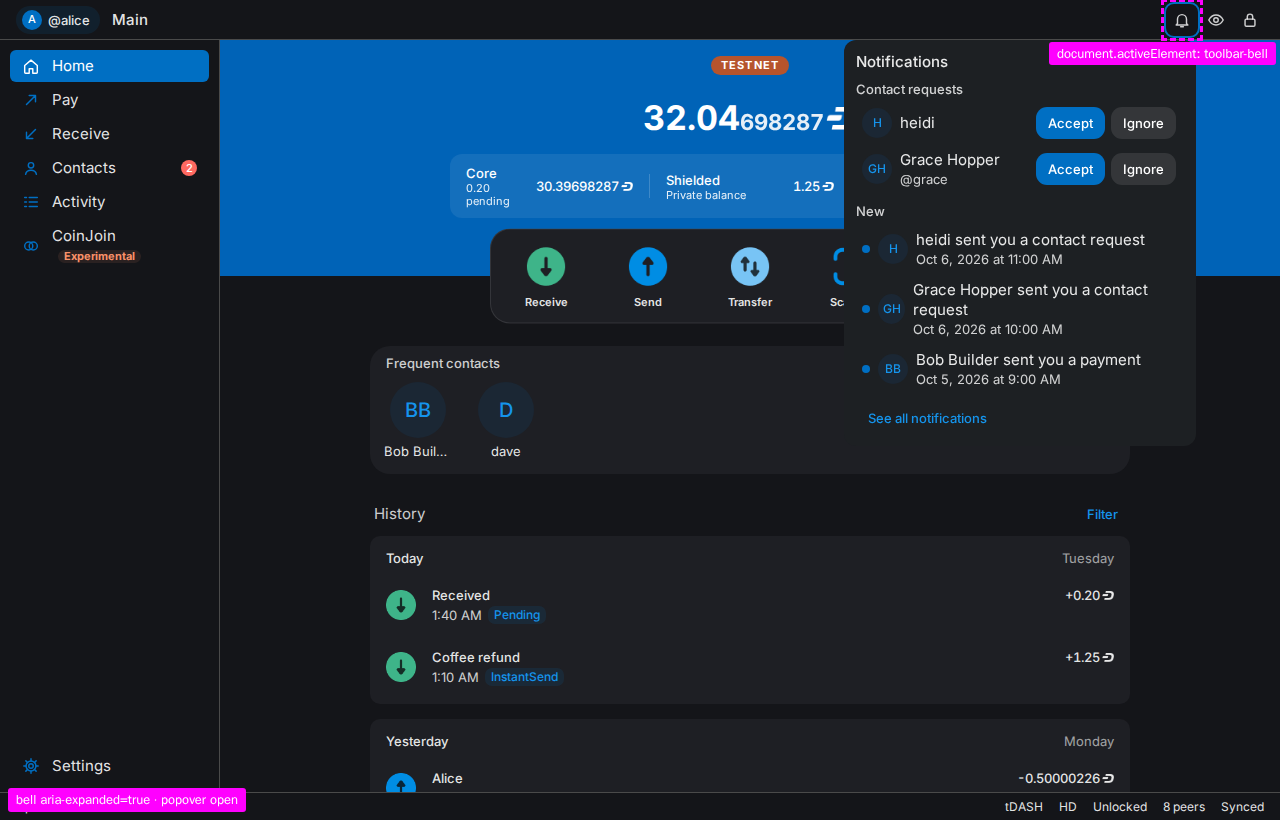 A @alice Main
document.activeElement: toolbar-bell
Home
Pay
Receive
Contacts 2
Activity
CoinJoin
Experimental
Settings
bell aria-expanded=true · popover open
TESTNET
32.04698287
Core
0.20
pending
30.39698287
Shielded
Private balance
1.25
Receive
Send
Transfer
Notifications
Contact requests
H heidi Accept Ignore
GH Grace Hopper
@grace
Accept Ignore
New
H heidi sent you a contact request
Oct 6, 2026 at 11:00 AM
GH Grace Hopper sent you a contact
request
Oct 6, 2026 at 10:00 AM
BB Bob Builder sent you a payment
Oct 5, 2026 at 9:00 AM
See all notifications
Frequent contacts
BB D
Bob Buil... dave
History Filter
Today Tuesday
Received +0.20
1:40 AM Pending
Coffee refund +1.25
1:10 AM InstantSend
Yesterday Monday
Alice -0.50000226
tDASH HD Unlocked 8 peers Synced